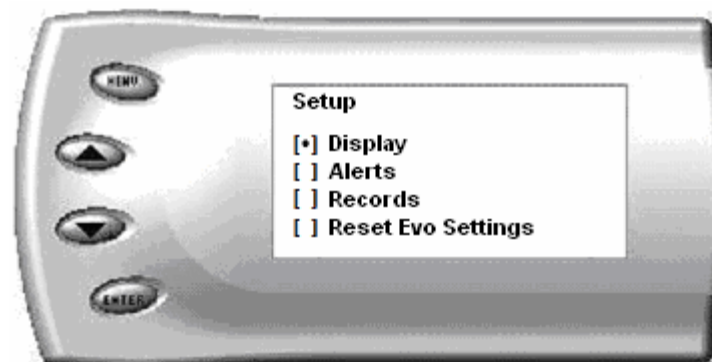 MENU
Setup
[•] Display
[ ] Alerts
[ ] Records
[ ] Reset Evo Settings
ENTER